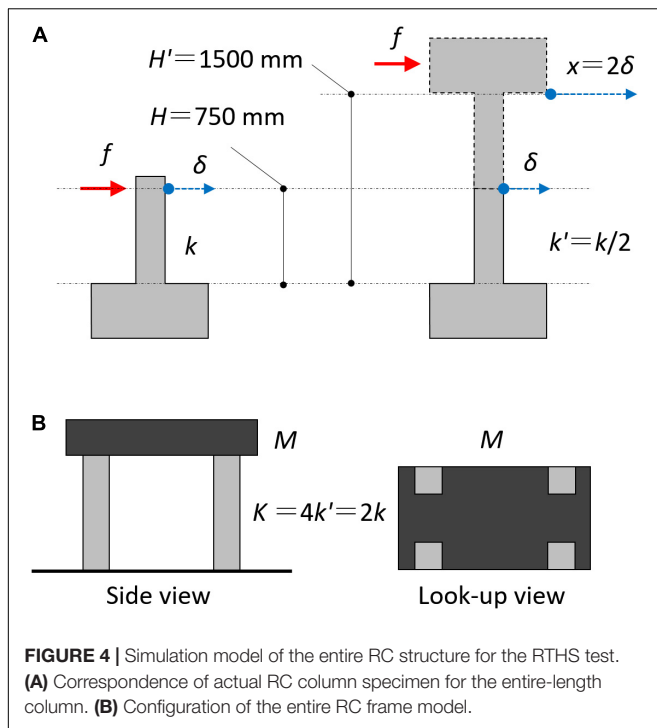 A
H'=1500 mm
H=750 mm
f
δ
k
f
x=2δ
δ
k'=k/2
B
M
K=4k'=2k
Side view
M
Look-up view
FIGURE 4 | Simulation model of the entire RC structure for the RTHS test.
(A) Correspondence of actual RC column specimen for the entire-length
column. (B) Configuration of the entire RC frame model.